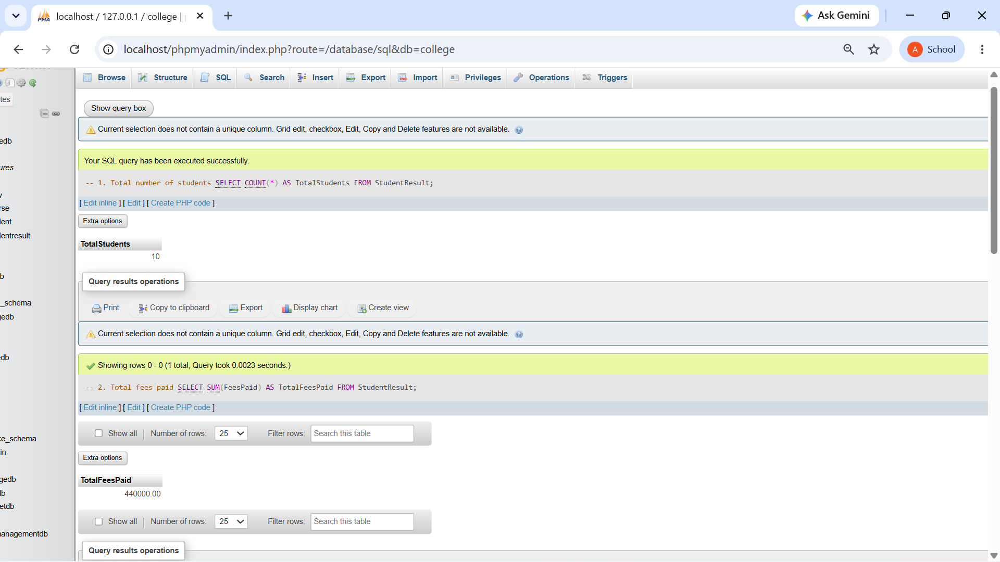 localhost / 127.0.0.1 / college |
Ask Gemini
localhost/phpmyadmin/index.php?route=/database/sql&db=college
A School
Browse Structure SQL Search Insert Export Import Privileges Operations Triggers
tes
edb
ures
rse
lent
lentresult
b
_schema
gedb
edb
ce_schema
in
gedb
lb
etdb
nanagementdb
Show query box
Current selection does not contain a unique column. Grid edit, checkbox, Edit, Copy and Delete features are not available.
Your SQL query has been executed successfully.
-- 1. Total number of students SELECT COUNT(*) AS TotalStudents FROM StudentResult;
[ Edit inline ] [ Edit ] [ Create PHP code ]
Extra options
TotalStudents
10
Query results operations
Print Copy to clipboard Export Display chart Create view
Current selection does not contain a unique column. Grid edit, checkbox, Edit, Copy and Delete features are not available.
Showing rows 0 - 0 (1 total, Query took 0.0023 seconds.)
-- 2. Total fees paid SELECT SUM(FeesPaid) AS TotalFeesPaid FROM StudentResult;
[ Edit inline ] [ Edit ] [ Create PHP code ]
Show all | Number of rows: 25 Filter rows: Search this table
Extra options
TotalFeesPaid
440000.00
Show all | Number of rows: 25 Filter rows: Search this table
Query results operations